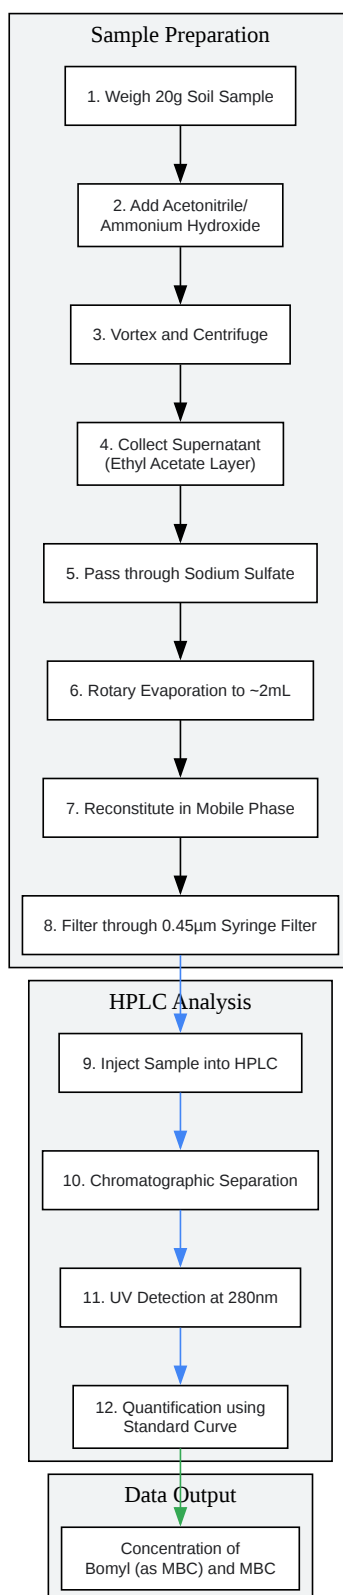 Sample Preparation
1. Weigh 20g Soil Sample
2. Add Acetonitrile/
Ammonium Hydroxide
3. Vortex and Centrifuge
4. Collect Supernatant
(Ethyl Acetate Layer)
5. Pass through Sodium Sulfate
6. Rotary Evaporation to ~2mL
7. Reconstitute in Mobile Phase
8. Filter through 0.45µm Syringe Filter
HPLC Analysis
9. Inject Sample into HPLC
10. Chromatographic Separation
11. UV Detection at 280nm
12. Quantification using
Standard Curve
Data Output
Concentration of
Bomyl (as MBC) and MBC